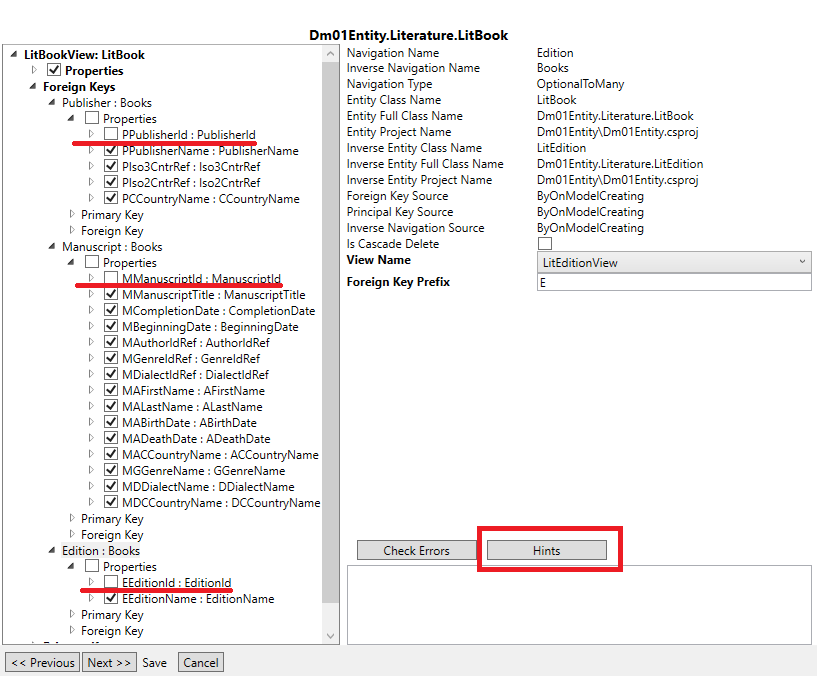 Dm01Entity.Literature.LitBook
LitBookView: LitBook
Properties
Foreign Keys
Publisher : Books
Properties
PPublisherId : PublisherId
PPublisherName : PublisherName
PIso3CntrRef : Iso3CntrRef
PIso2CntrRef : Iso2CntrRef
PCCountryName : CCountryName
Primary Key
Foreign Key
Manuscript : Books
Properties
MManuscriptId : ManuscriptId
MManuscriptTitle : ManuscriptTitle
MCompletionDate : CompletionDate
MBeginningDate : BeginningDate
MAuthorIdRef : AuthorIdRef
MGenreIdRef : GenreIdRef
MDialectIdRef : DialectIdRef
MAFirstName : AFirstName
MALastName : ALastName
MABirthDate : ABirthDate
MADeathDate : ADeathDate
MACCountryName : ACCountryName
MGGenreName : GGenreName
MDDialectName : DDialectName
MDCCountryName : DCCountryName
Primary Key
Foreign Key
Edition : Books
Properties
EEditionId : EditionId
EEditionName : EditionName
Primary Key
Foreign Key
Navigation Name Edition
Inverse Navigation Name Books
Navigation Type OptionalToMany
Entity Class Name LitBook
Entity Full Class Name Dm01Entity.Literature.LitBook
Entity Project Name Dm01Entity\Dm01Entity.csproj
Inverse Entity Class Name LitEdition
Inverse Entity Full Class Name Dm01Entity.Literature.LitEdition
Inverse Entity Project Name Dm01Entity\Dm01Entity.csproj
Foreign Key Source ByOnModelCreating
Principal Key Source ByOnModelCreating
Inverse Navigation Source ByOnModelCreating
Is Cascade Delete
View Name LitEditionView
Foreign Key Prefix E
Check Errors Hints
<< Previous Next >> Save Cancel